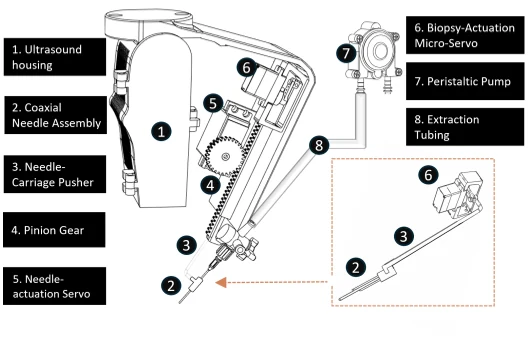 1. Ultrasound
housing
2. Coaxial
Needle Assembly
3. Needle-
Carriage Pusher
4. Pinion Gear
5. Needle-
actuation Servo
6. Biopsy-Actuation
Micro-Servo
7. Peristaltic Pump
8. Extraction
Tubing
1
6
5
4
3
2
7
8
6
3
2